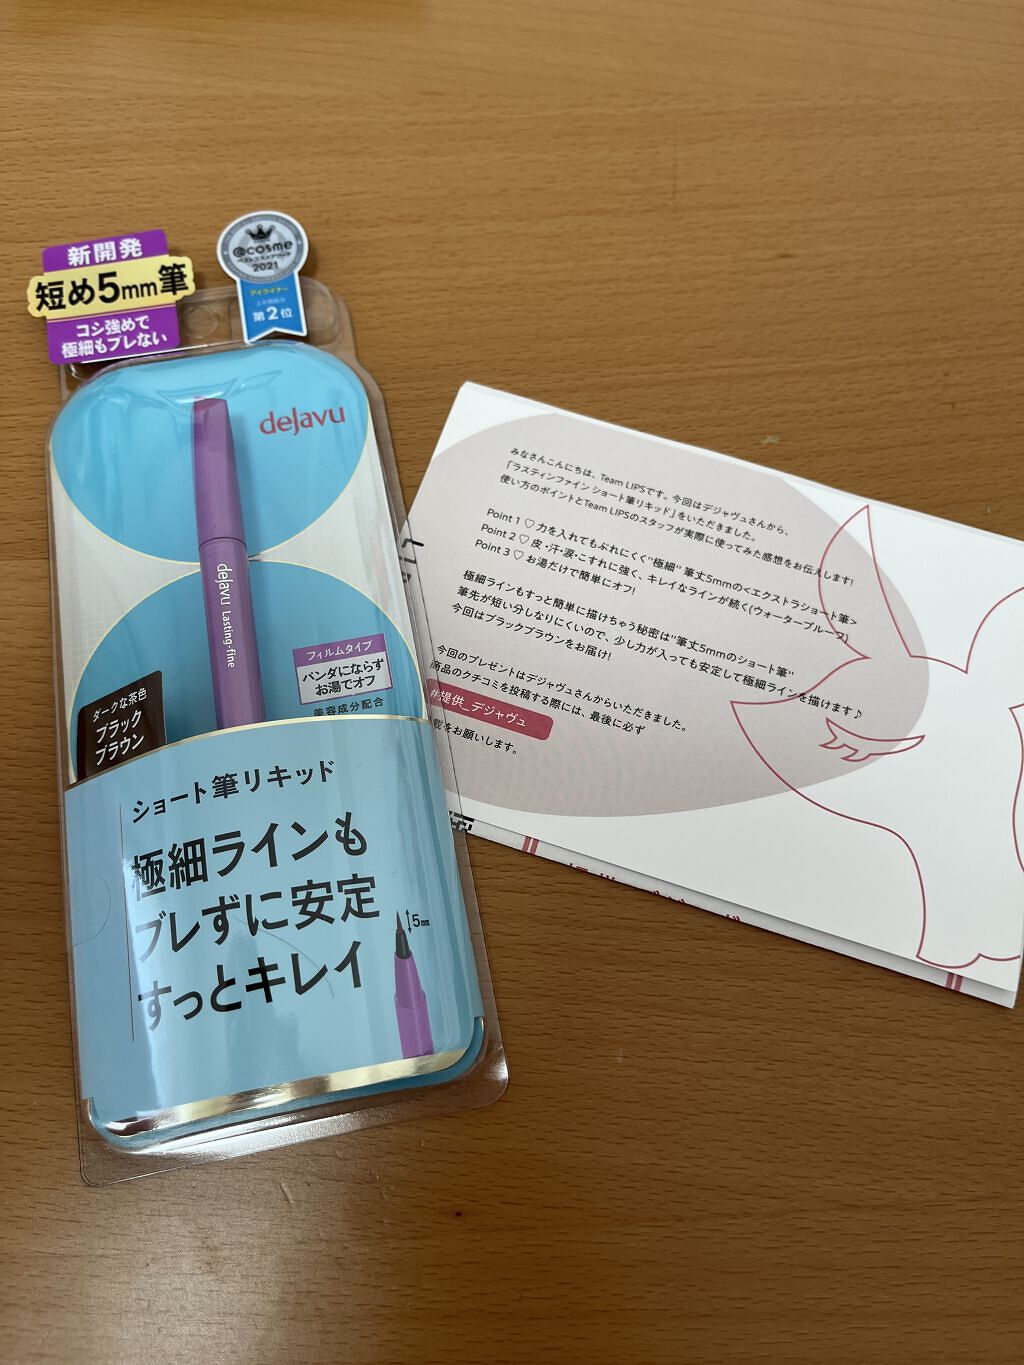 新開発
短め5mm筆
コシ強めで
極細もブレない
@cosme
ベストコスメアワード
2021
アイライナー
第2位
dejavu
dejavu Lasting-fine
フィルムタイプ
パンダにならず
お湯でオフ
美容成分配合
ダークな茶色
ブラック
ブラウン
ショート筆リキッド
極細ラインも
ブレずに安定
すっとキレイ
5mm
みなさんこんにちは、Team LIPSです。今回はデジャヴュさんから、
「ラスティンファイン ショート筆リキッド」をいただきました。
使い方のポイントとTeam LIPSのスタッフが実際に使ってみた感想をお伝えします!
Point 1 ♡ 力を入れてもぶれにくく"極細" 筆丈5mmの<エクストラショート筆>
Point 2 ♡ 皮・汗・涙・こすれに強く、キレイなラインが続く(ウォータープルーフ)
Point 3 ♡ お湯だけで簡単にオフ!
極細ラインもすっと簡単に描けちゃう秘密は"筆丈5mmのショート筆"
筆先が短い分しなりにくいので、少し力が入っても安定して極細ラインを描けます♪
今回はブラックブラウンをお届け!
今回のプレゼントはデジャヴュさんからいただきました。
商品のクチコミを投稿する際には、最後に必ず
#提供_デジャヴュ
載をお願いします。